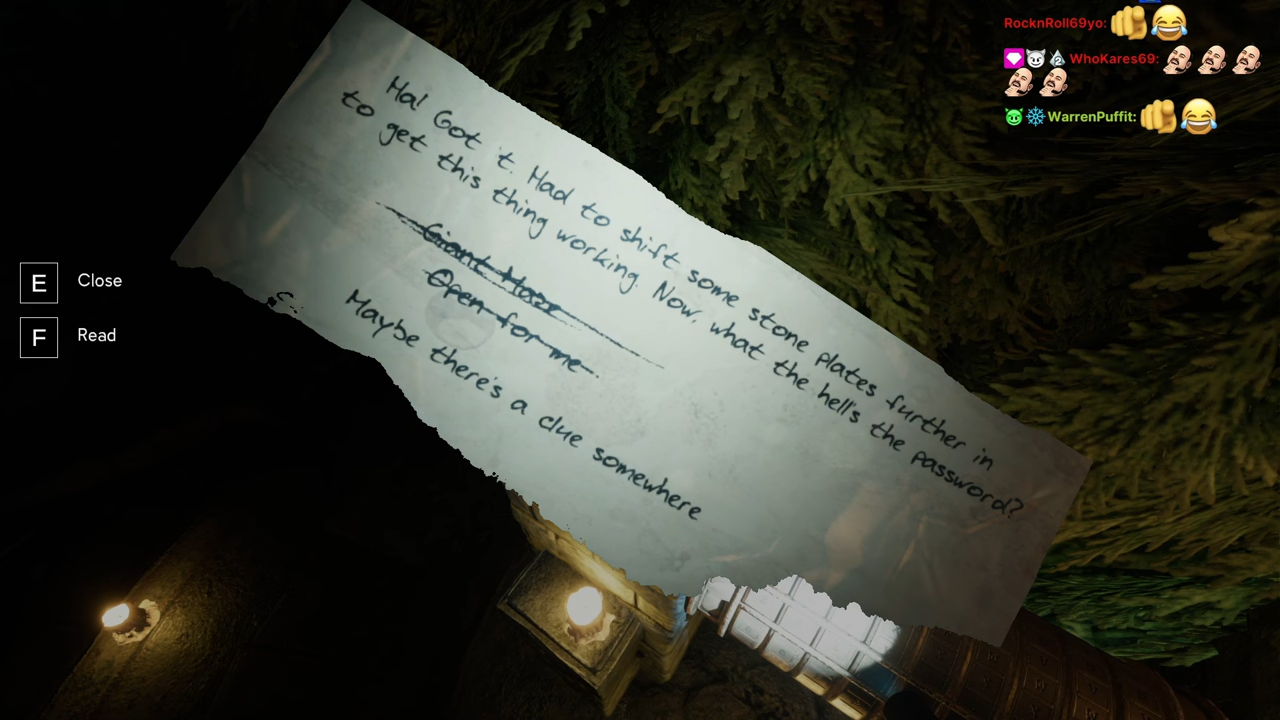 Ha! Got it. Had to shift some stone plates further in
to get this thing working. Now, what the hell's the password?
Giant Maze
Open for me
Maybe there's a clue somewhere
E Close
F Read
RocknRoll69yo:
2 WhoKares69:
WarrenPuffit: